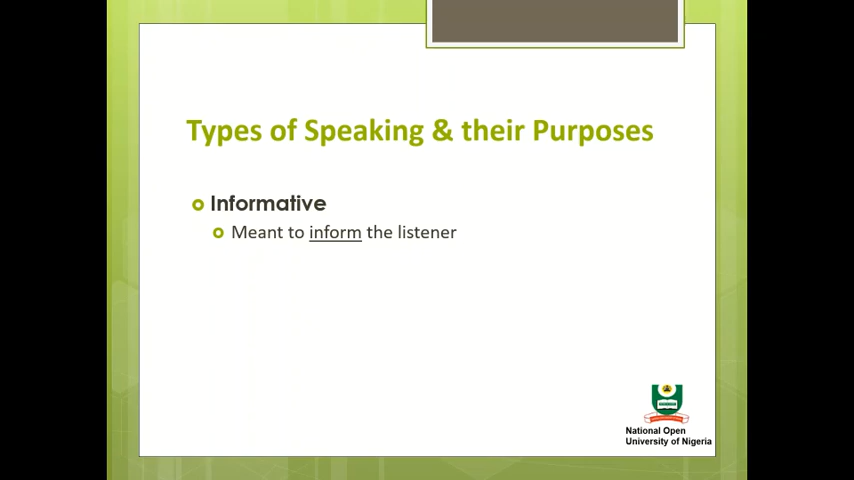 Types of Speaking & their Purposes
Informative
Meant to inform the listener
National Open
University of Nigeria